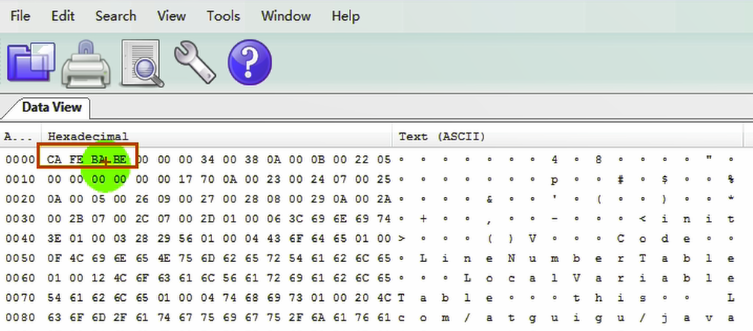 File Edit Search View Tools Window Help
Data View
A... Hexadecimal Text (ASCII)
0000 CA FE BA BE 00 00 00 34 00 38 0A 00 0B 00 22 05 ∘ ∘ ∘ ∘ ∘ ∘ ∘ 4 ∘ 8 ∘ ∘ ∘ ∘ " ∘
0010 00 00 00 00 00 00 17 70 0A 00 23 00 24 07 00 25 ∘ ∘ ∘ ∘ ∘ ∘ ∘ p ∘ ∘ # ∘ $ ∘ ∘ %
0020 0A 00 05 00 26 09 00 27 00 28 08 00 29 0A 00 2A ∘ ∘ ∘ ∘ & ∘ ∘ ' ∘ ( ∘ ∘ ) ∘ ∘ *
0030 00 2B 07 00 2C 07 00 2D 01 00 06 3C 69 6E 69 74 ∘ + ∘ ∘ , ∘ ∘ - ∘ ∘ ∘ < i n i t
0040 3E 01 00 03 28 29 56 01 00 04 43 6F 64 65 01 00 > ∘ ∘ ∘ ( ) V ∘ ∘ ∘ C o d e ∘ ∘
0050 0F 4C 69 6E 65 4E 75 6D 62 65 72 54 61 62 6C 65 ∘ L i n e N u m b e r T a b l e
0060 01 00 12 4C 6F 63 61 6C 56 61 72 69 61 62 6C 65 ∘ ∘ ∘ L o c a l V a r i a b l e
0070 54 61 62 6C 65 01 00 04 74 68 69 73 01 00 20 4C T a b l e ∘ ∘ ∘ t h i s ∘ ∘ L
0080 63 6F 6D 2F 61 74 67 75 69 67 75 2F 6A 61 76 61 c o m / a t g u i g u / j a v a